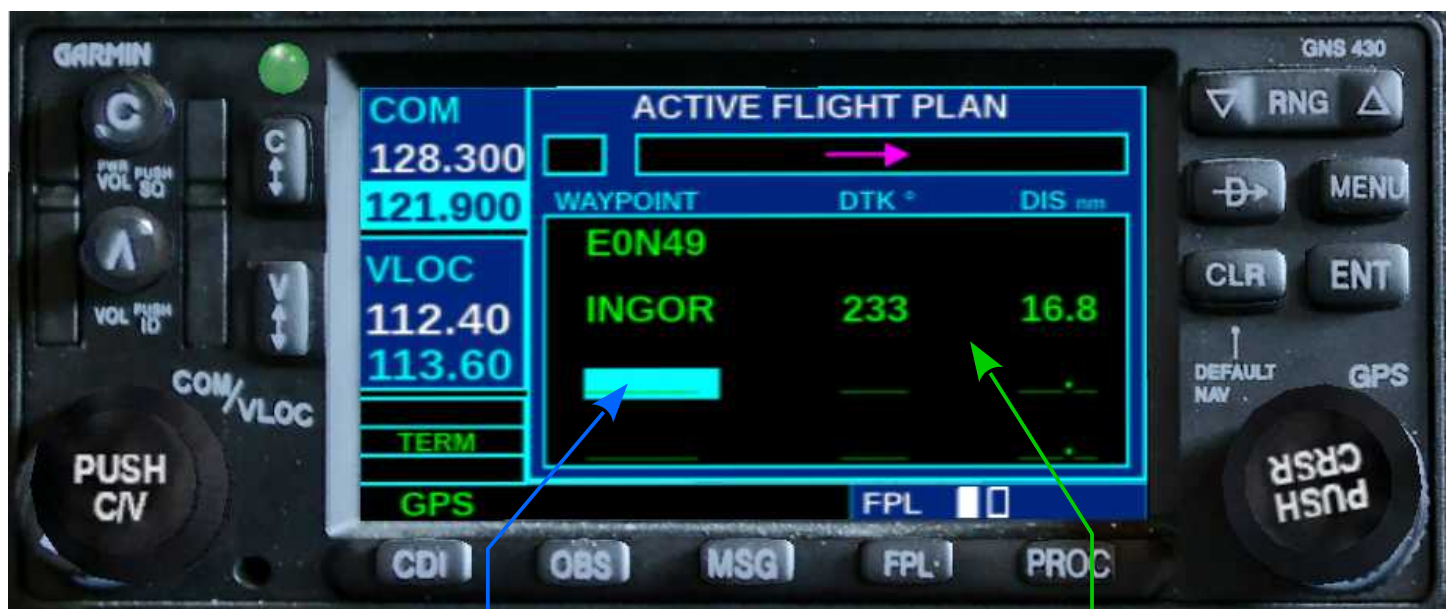 GARMIN
GNS 430
C
PWR
VOL PUSH
SQ
C
V
VOL PUSH
ID
COM/VLOC
PUSH
C/V
COM
128.300
121.900
VLOC
112.40
113.60
TERM
GPS
ACTIVE FLIGHT PLAN
WAYPOINT DTK ° DIS nm
E0N49
INGOR 233 16.8
___._
___._
FPL
RNG
D
MENU
CLR
ENT
DEFAULT
NAV
GPS
PUSH
CRSR
CDI OBS MSG FPL PROC